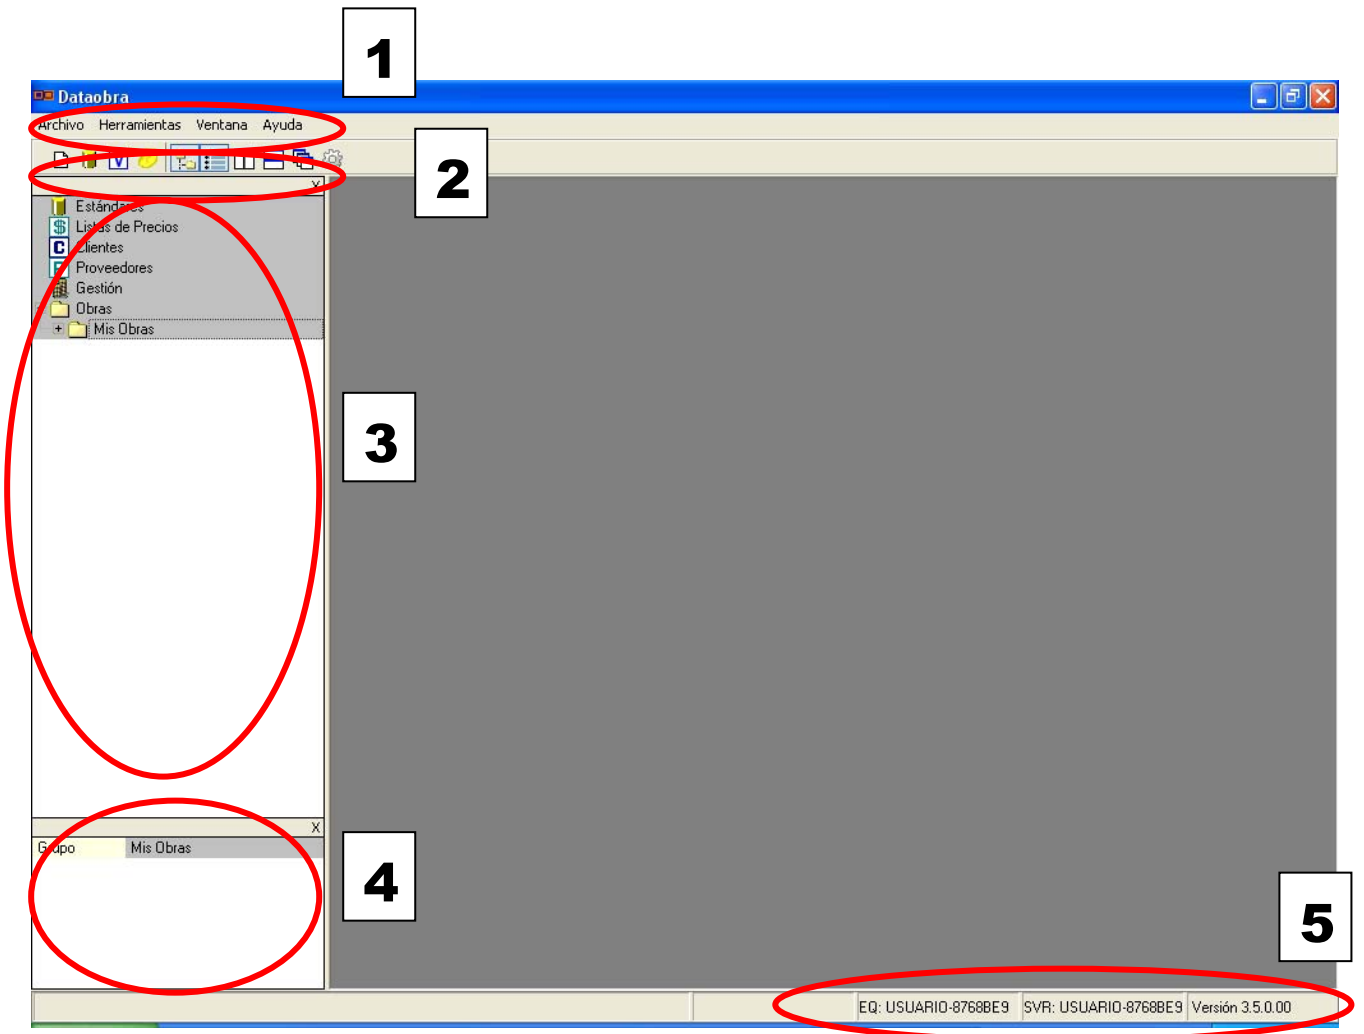 1
Dataobra
Archivo Herramientas Ventana Ayuda
2
X
Estándares
$ Listas de Precios
C Clientes
Proveedores
Gestión
Obras
+ Mis Obras
3
X
Grupo Mis Obras
4
5
EQ: USUARIO-8768BE9 SVR: USUARIO-8768BE9 Versión 3.5.0.00